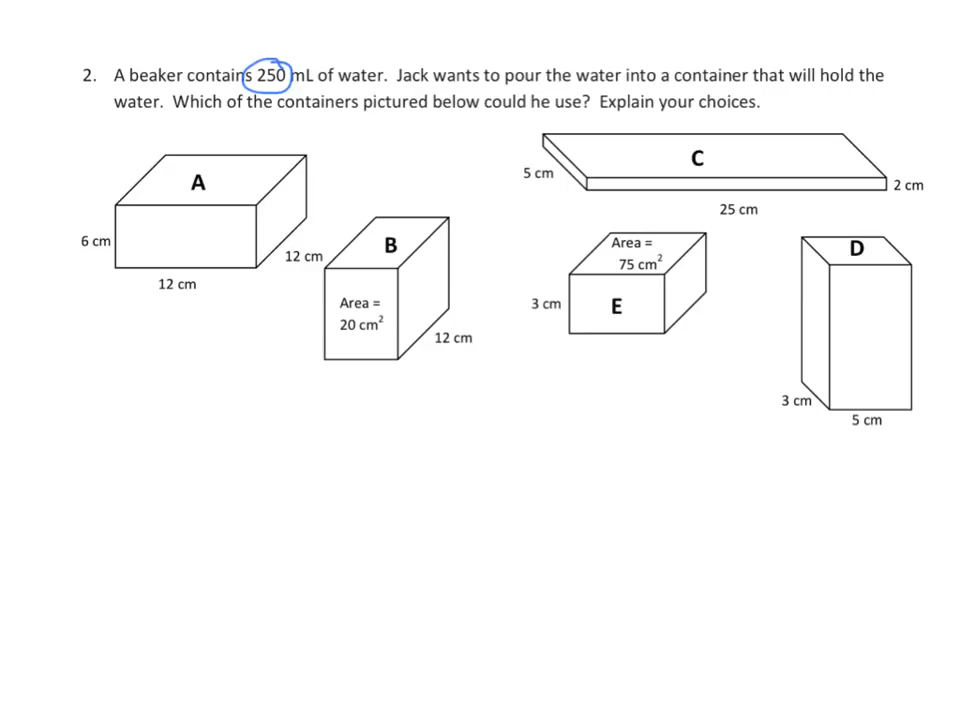 2. A beaker contains 250 mL of water. Jack wants to pour the water into a container that will hold the
water. Which of the containers pictured below could he use? Explain your choices.
A
6 cm
12 cm
12 cm
B
Area =
20 cm²
12 cm
C
5 cm
2 cm
25 cm
Area =
75 cm²
3 cm
E
D
3 cm
5 cm